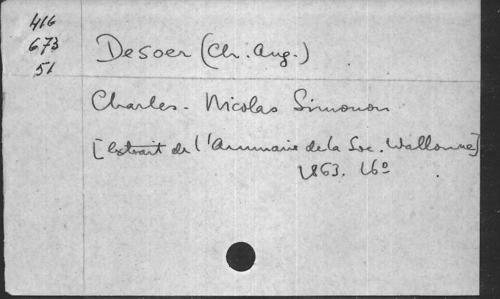 416
673
51
Desoer (Ch. Aug.)
Charles-Nicolas Simonon
[Extrait de l'Annuaire de la Soc. Wallonne]
1863. 16º